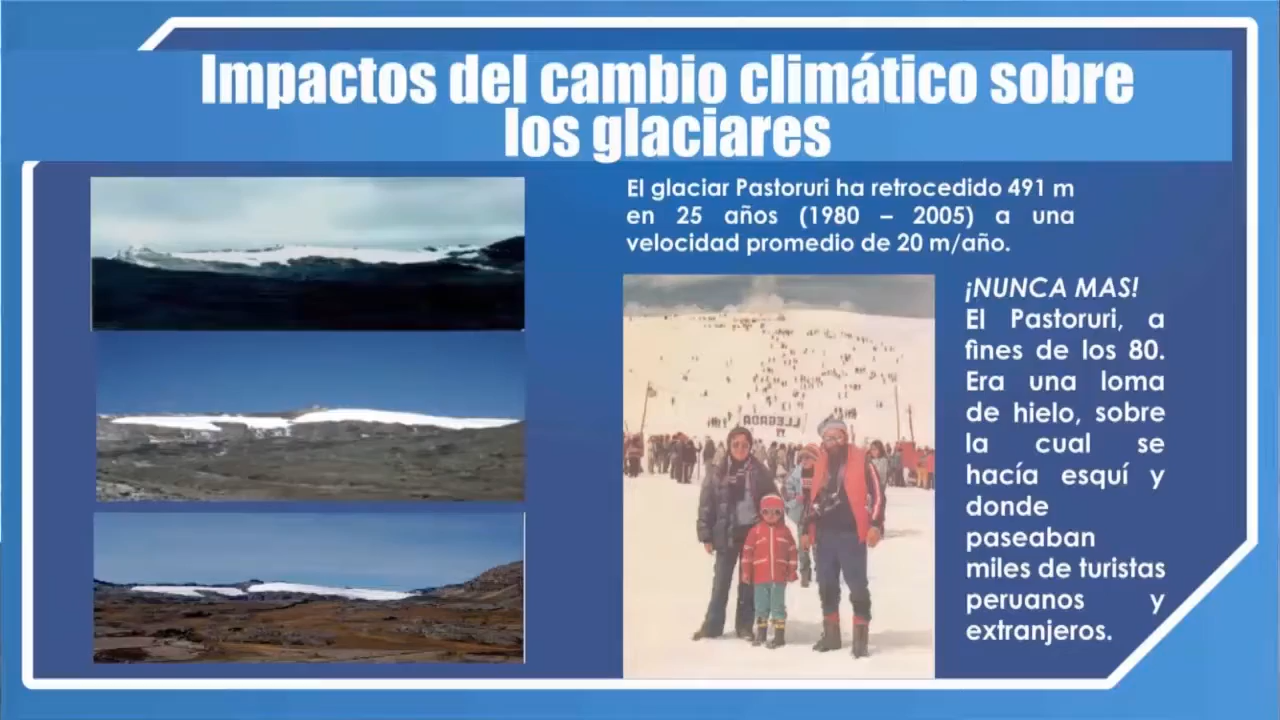 Impactos del cambio climático sobre
los glaciares
El glaciar Pastoruri ha retrocedido 491 m
en 25 años (1980 – 2005) a una
velocidad promedio de 20 m/año.
¡NUNCA MAS!
El Pastoruri, a
fines de los 80.
Era una loma
de hielo, sobre
la cual se
hacía esquí y
donde
paseaban
miles de turistas
peruanos y
extranjeros.
LLEGADA